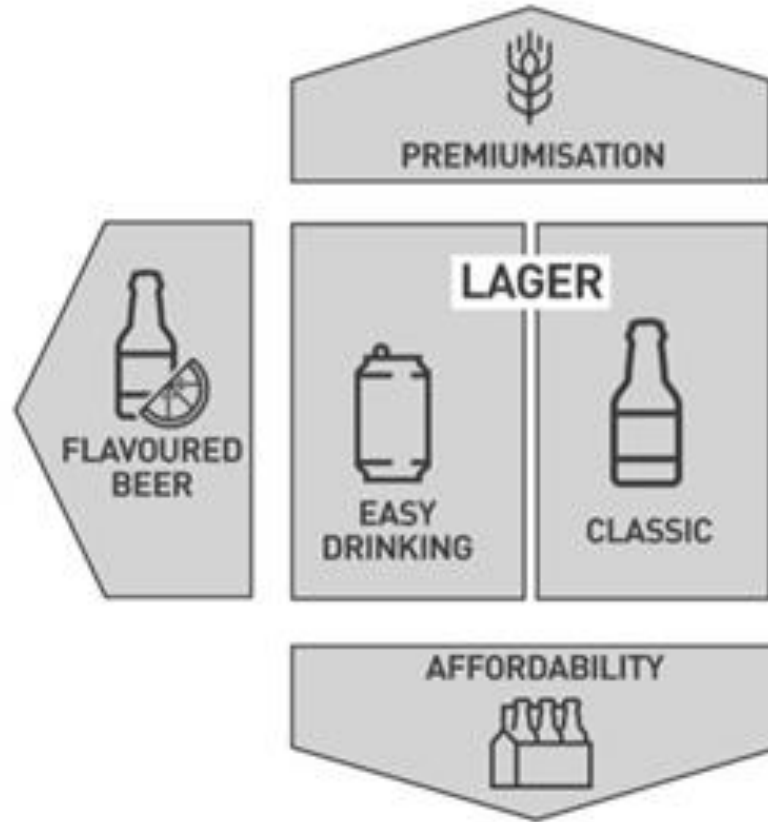 PREMIUMISATION
LAGER
FLAVOURED
BEER
EASY
DRINKING
CLASSIC
AFFORDABILITY